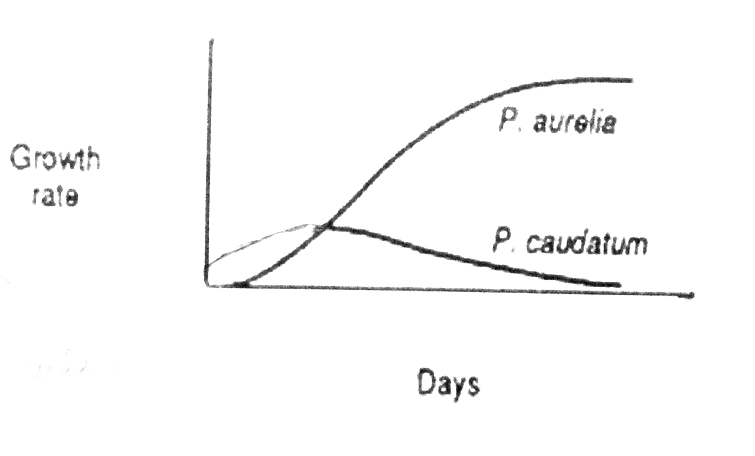 Growth
rate
P. aurelia
P. caudatum
Days